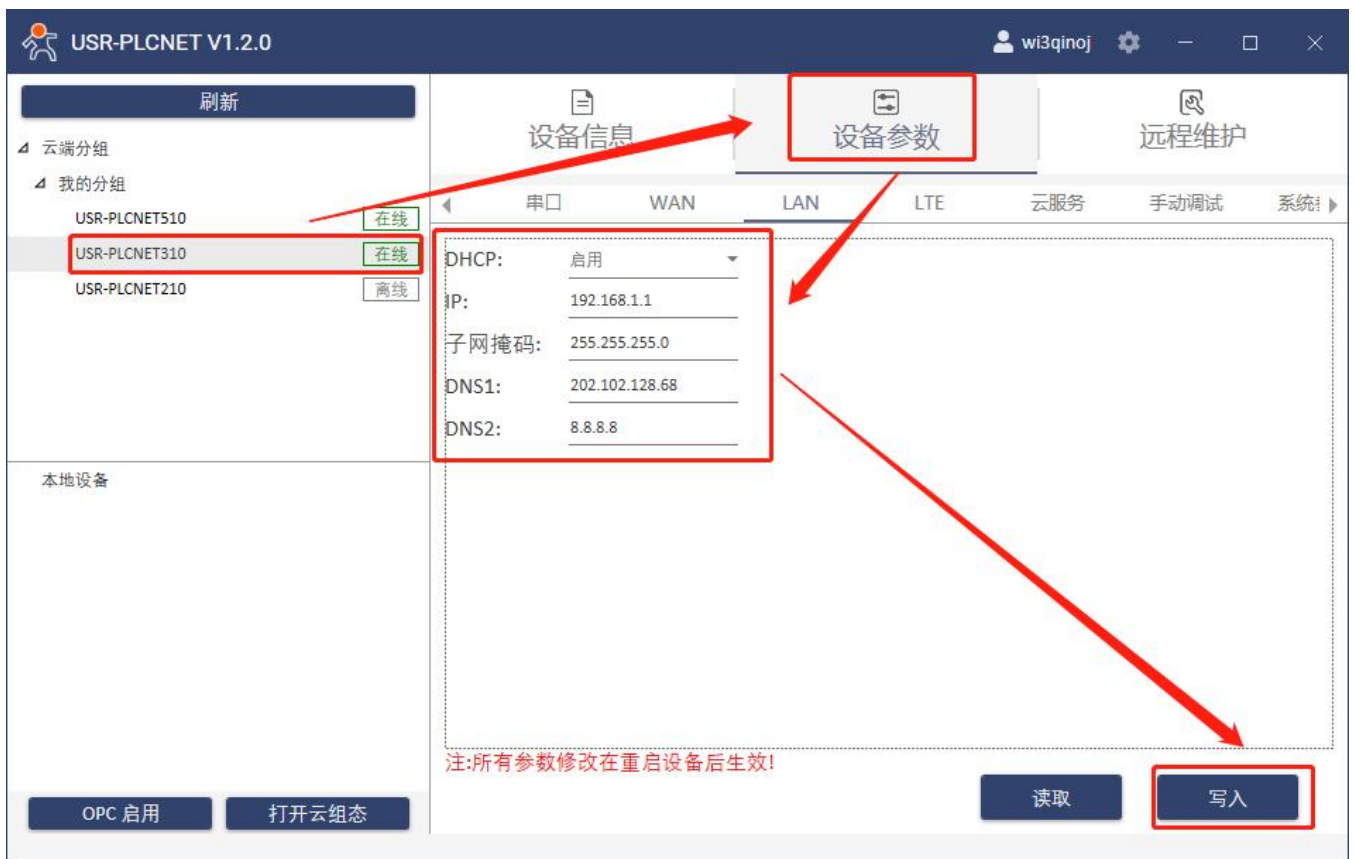 USR-PLCNET V1.2.0
wi3qinoj
刷新
云端分组
我的分组
USR-PLCNET510 在线
USR-PLCNET310 在线
USR-PLCNET210 离线
本地设备
OPC 启用 打开云组态
设备信息 设备参数 远程维护
串口 WAN LAN LTE 云服务 手动调试 系统
DHCP: 启用
IP: 192.168.1.1
子网掩码: 255.255.255.0
DNS1: 202.102.128.68
DNS2: 8.8.8.8
注:所有参数修改在重启设备后生效!
读取 写入